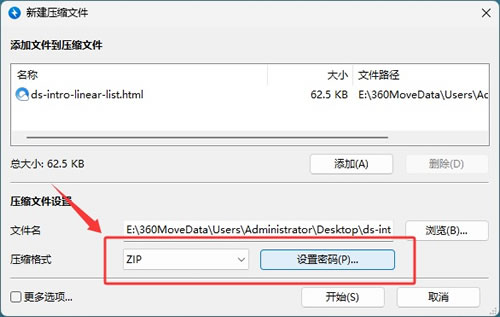 新建压缩文件
添加文件到压缩文件
名称 大小 文件路径
ds-intro-linear-list.html 62.5 KB E:\360MoveData\Users\Ac
总大小: 62.5 KB 添加(A) 删除(D)
压缩文件设置
文件名 E:\360MoveData\Users\Administrator\Desktop\ds-int 浏览(B)...
压缩格式 ZIP 设置密码(P)...
更多选项... 开始(S) 取消